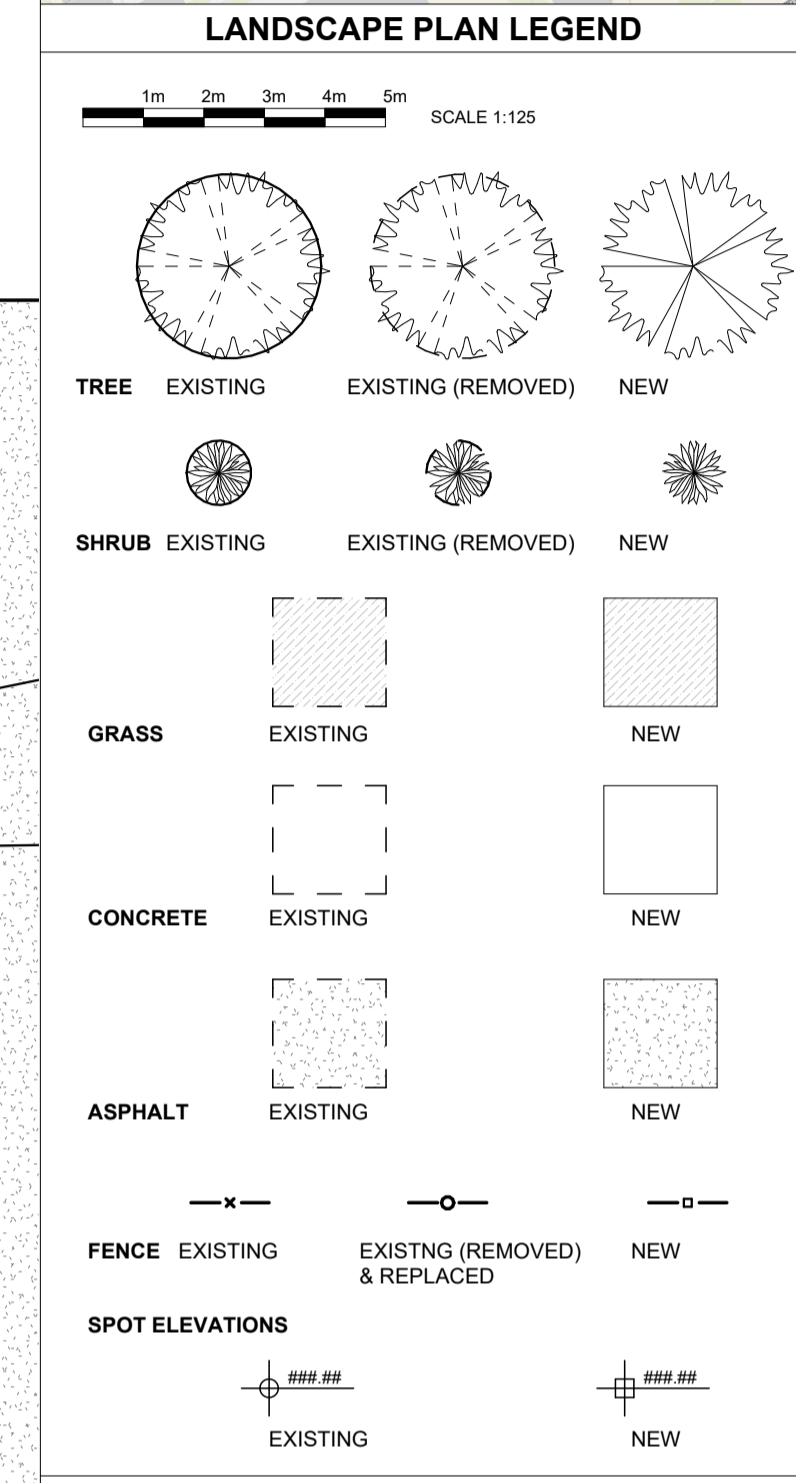 LANDSCAPE PLAN LEGEND
1m 2m 3m 4m 5m
SCALE 1:125
TREE EXISTING EXISTING (REMOVED) NEW
SHRUB EXISTING EXISTING (REMOVED) NEW
GRASS EXISTING NEW
CONCRETE EXISTING NEW
ASPHALT EXISTING NEW
FENCE EXISTING EXISTNG (REMOVED) NEW
& REPLACED
SPOT ELEVATIONS
###.## ###.##
EXISTING NEW